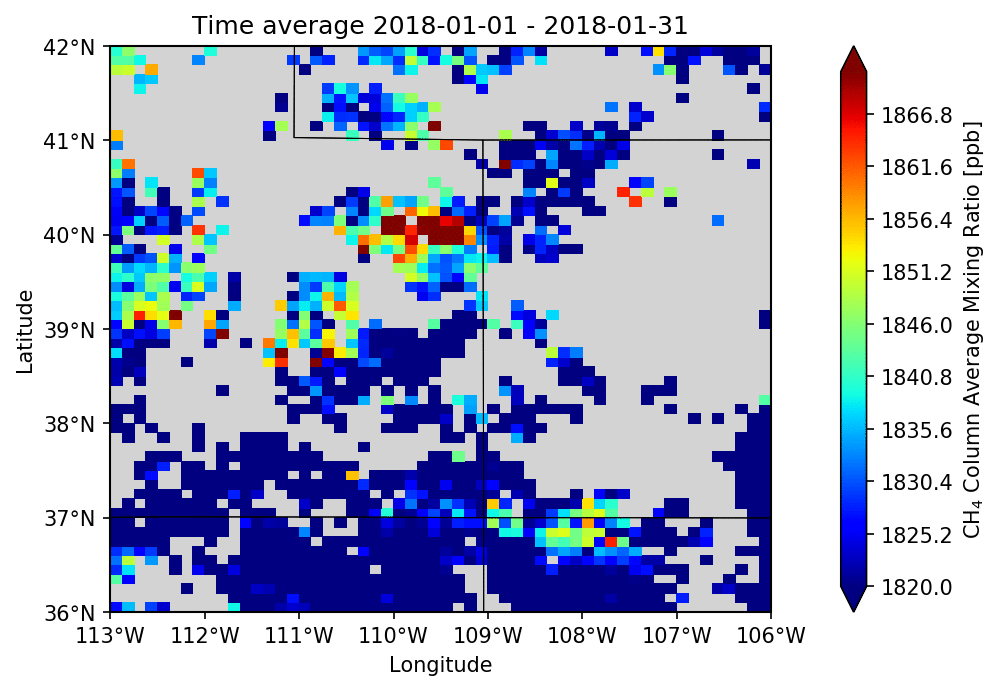 Time average 2018-01-01 - 2018-01-31
42°N
41°N
40°N
39°N
38°N
37°N
36°N
Latitude
113°W 112°W 111°W 110°W 109°W 108°W 107°W 106°W
Longitude
1866.8
1861.6
1856.4
1851.2
1846.0
1840.8
1835.6
1830.4
1825.2
1820.0
CH₄ Column Average Mixing Ratio [ppb]